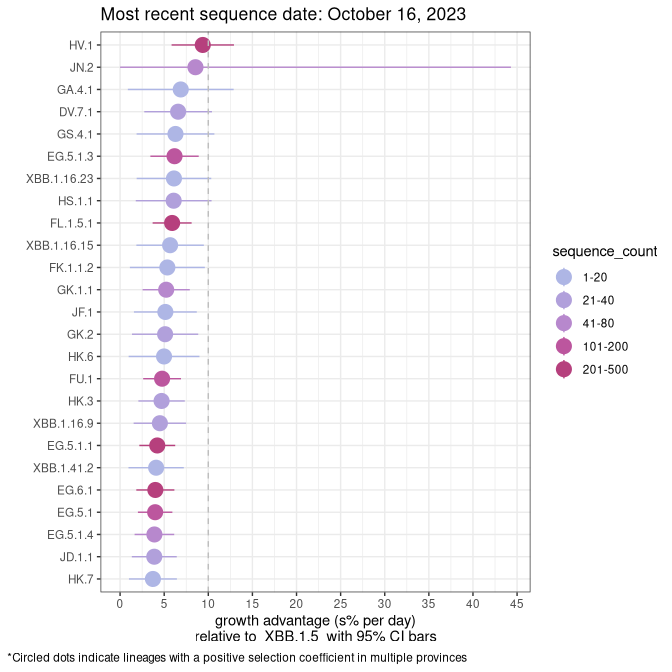 Most recent sequence date: October 16, 2023
HV.1
JN.2
GA.4.1
DV.7.1
GS.4.1
EG.5.1.3
XBB.1.16.23
HS.1.1
FL.1.5.1
XBB.1.16.15
FK.1.1.2
GK.1.1
JF.1
GK.2
HK.6
FU.1
HK.3
XBB.1.16.9
EG.5.1.1
XBB.1.41.2
EG.6.1
EG.5.1
EG.5.1.4
JD.1.1
HK.7
0 5 10 15 20 25 30 35 40 45
growth advantage (s% per day)
relative to XBB.1.5 with 95% CI bars
sequence_count
1-20
21-40
41-80
101-200
201-500
*Circled dots indicate lineages with a positive selection coefficient in multiple provinces